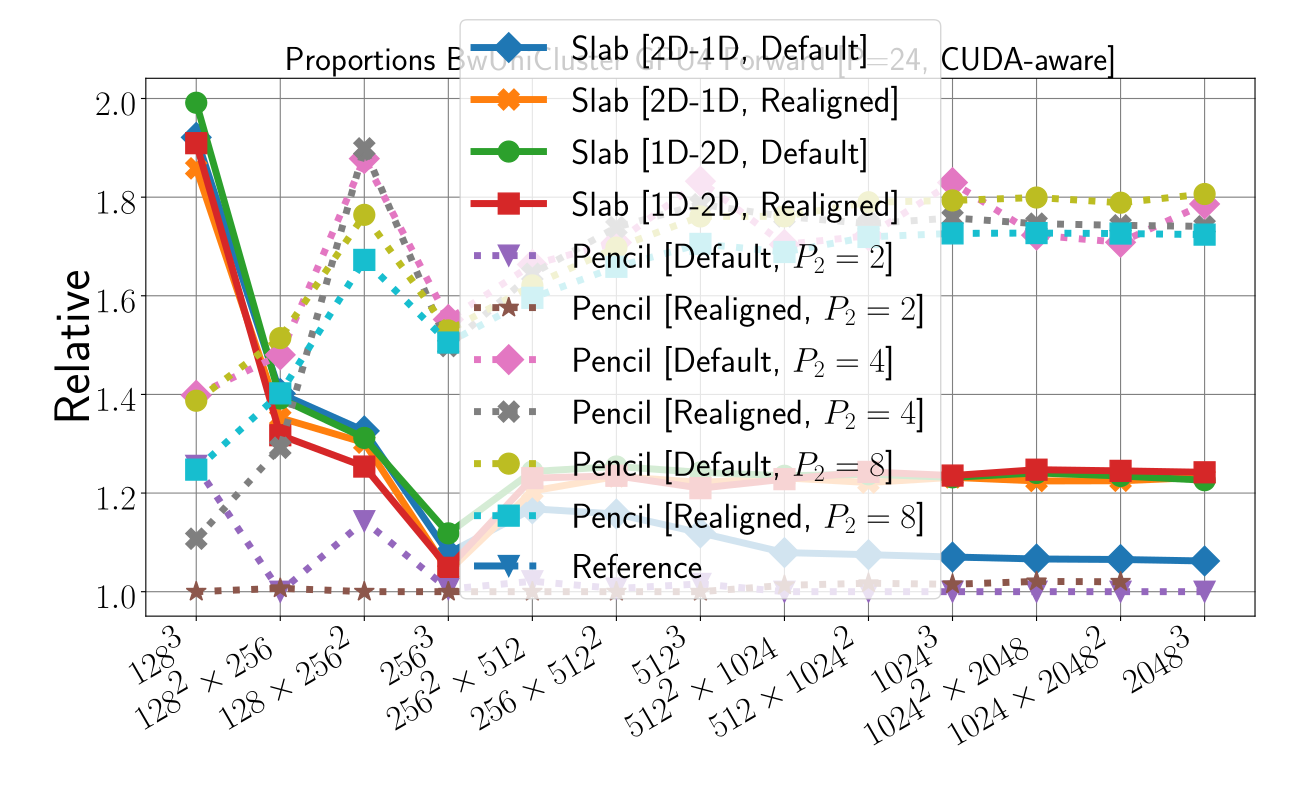 Proportions BwUniCluster GPU4 Forward [P=24, CUDA-aware]
Slab [2D-1D, Default]
Slab [2D-1D, Realigned]
Slab [1D-2D, Default]
Slab [1D-2D, Realigned]
Pencil [Default, P₂ = 2]
Pencil [Realigned, P₂ = 2]
Pencil [Default, P₂ = 4]
Pencil [Realigned, P₂ = 4]
Pencil [Default, P₂ = 8]
Pencil [Realigned, P₂ = 8]
Reference
Relative
2.0
1.8
1.6
1.4
1.2
1.0
128³
128² × 256
128 × 256²
256³
256² × 512
256 × 512²
512³
512² × 1024
512 × 1024²
1024³
1024² × 2048
1024 × 2048²
2048³